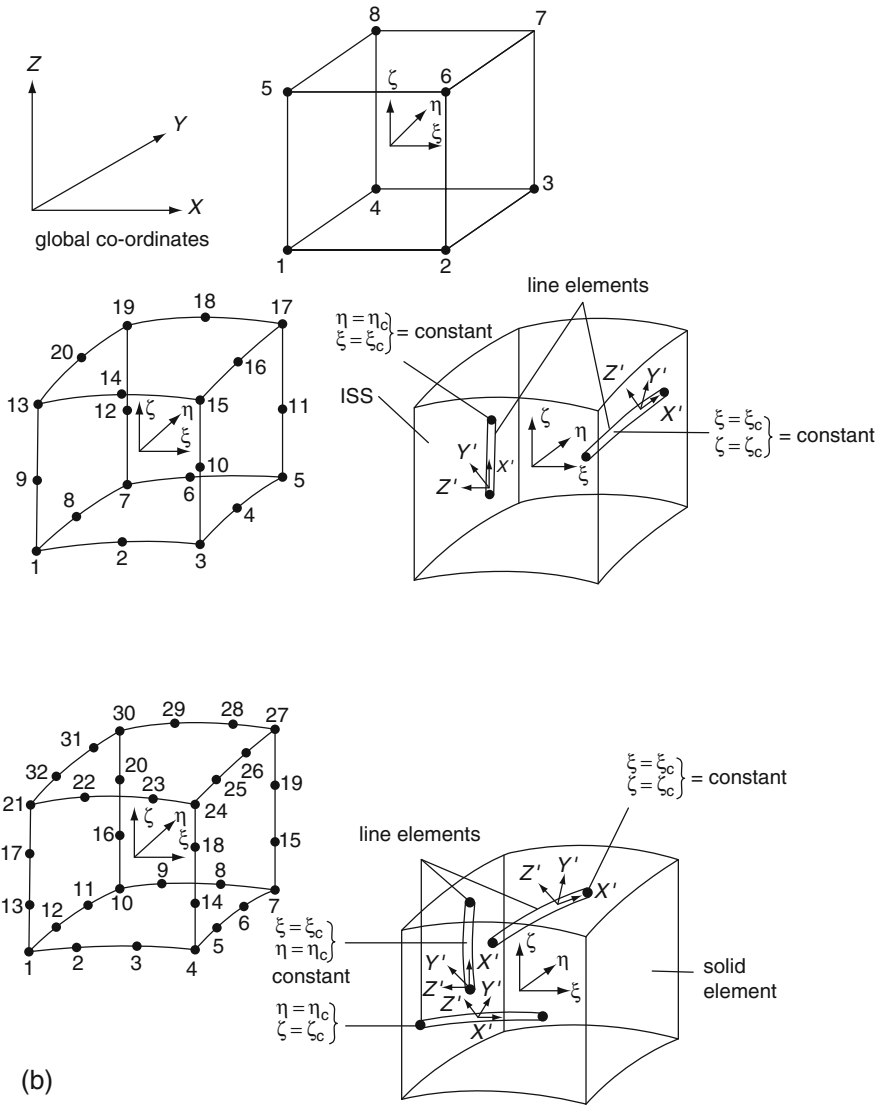 8
7
Z
5
6
ζ
η
ξ
Y
3
4
X
global co-ordinates
1
2
line elements
18
17
19
η = ηc
ξ = ξc } = constant
20
16
14
13
15
ISS
Z′
Y′
X′
12
ζ
η
ξ
11
ζ
η
ξ
ξ = ξc
ζ = ζc } = constant
10
Y′
X′
Z′
9
8
7
6
5
4
1
2
3
30
29
28
27
31
ξ = ξc
ζ = ζc } = constant
32
20
26
22
23
25
19
21
24
ζ
η
ξ
line elements
16
18
17
15
Z′
Y′
X′
9
8
11
10
7
13
12
14
6
5
ξ = ξc
η = ηc }
constant
ζ
η
ξ
Y′
X′
Z′
Z′
Y′
X′
solid
element
1
2
3
4
η = ηc
ζ = ζc }
(b)